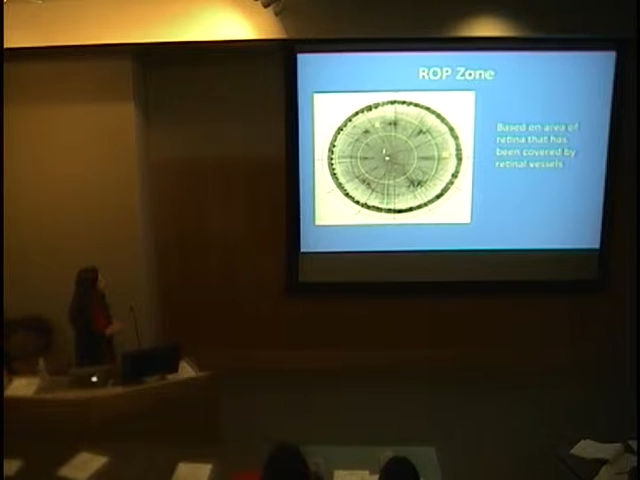 ROP Zone
Based on area of
retina that has
been covered by
retinal vessels